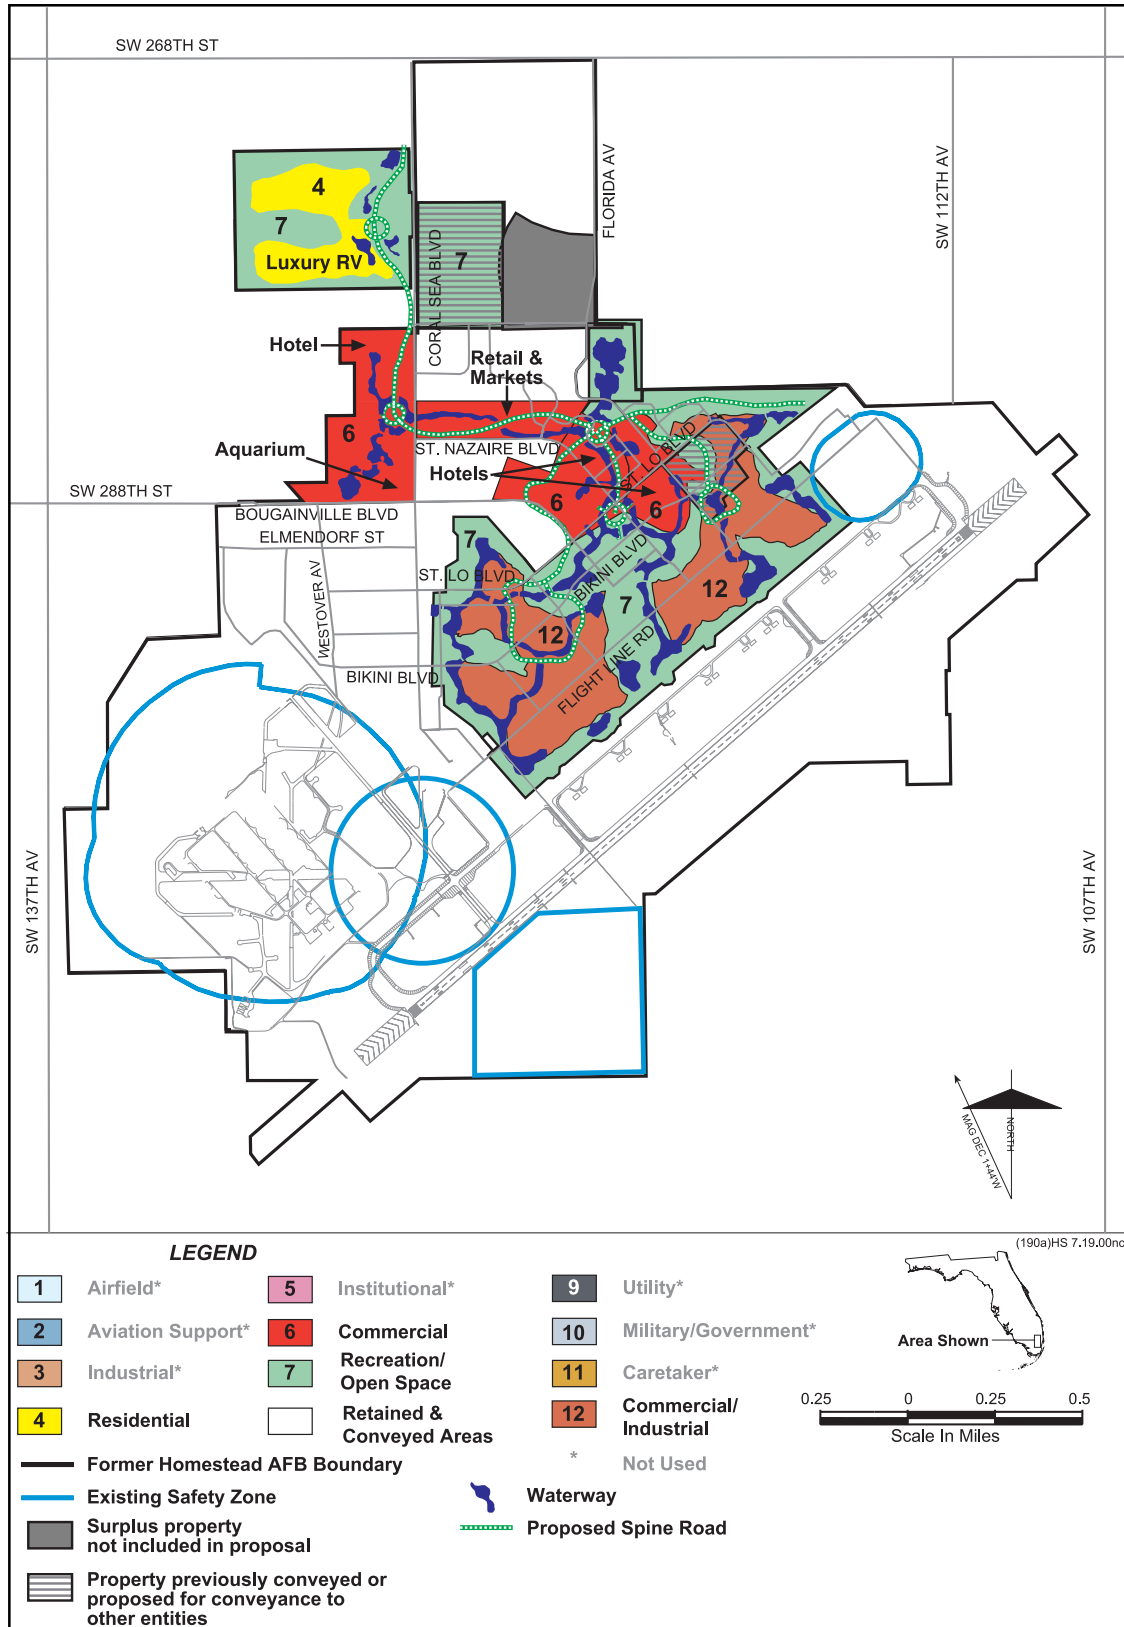 SW 268TH ST
FLORIDA AV
SW 112TH AV
4
7
Luxury RV
CORAL SEA BLVD
7
Hotel
Retail &
Markets
6
ST. NAZAIRE BLVD
Aquarium
Hotels
ST. LO BLVD
SW 288TH ST
6
6
BOUGAINVILLE BLVD
ELMENDORF ST
7
ST. LO BLVD
BIKINI BLVD
WESTOVER AV
7
12
12
BIKINI BLVD
FLIGHT LINE RD
SW 137TH AV
SW 107TH AV
MAG DEC 1+44'W
NORTH
(190a)HS 7.19.00nc
LEGEND
1 Airfield*
2 Aviation Support*
3 Industrial*
4 Residential
5 Institutional*
6 Commercial
7 Recreation/
Open Space
Retained &
Conveyed Areas
9 Utility*
10 Military/Government*
11 Caretaker*
12 Commercial/
Industrial
* Not Used
Area Shown
0.25 0 0.25 0.5
Scale In Miles
Former Homestead AFB Boundary
Existing Safety Zone
Surplus property
not included in proposal
Property previously conveyed or
proposed for conveyance to
other entities
Waterway
Proposed Spine Road